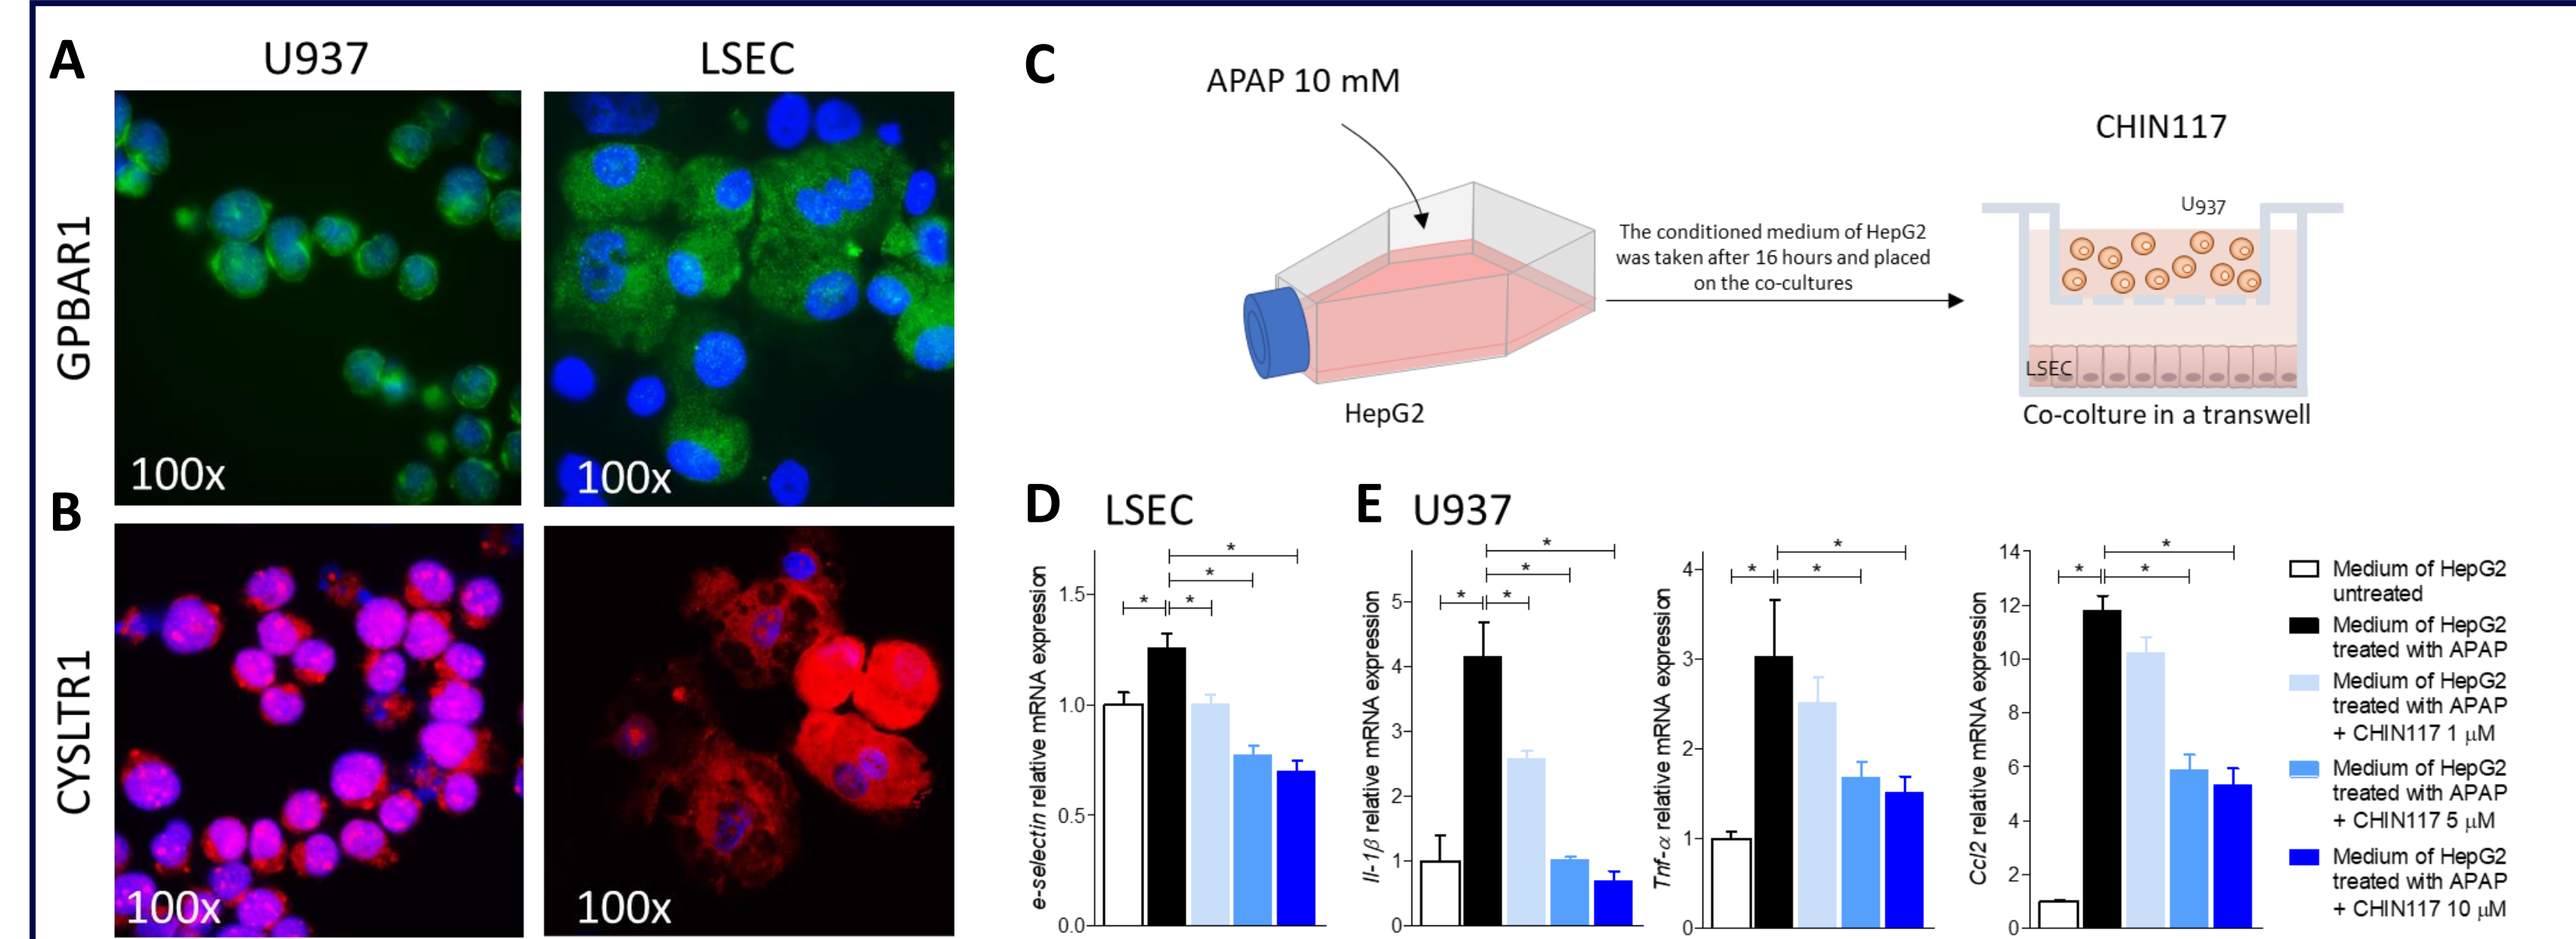 A
U937
LSEC
GPBAR1
100x
100x
B
CYSLTR1
100x
100x
C
APAP 10 mM
HepG2
The conditioned medium of HepG2
was taken after 16 hours and placed
on the co-cultures
CHIN117
U937
LSEC
Co-colture in a transwell
D
LSEC
e-selectin relative mRNA expression
1.5
1.0
0.5
0.0
*
*
*
*
E
U937
Il-1β relative mRNA expression
5
4
3
2
1
0
*
*
*
*
Tnf-α relative mRNA expression
4
3
2
1
0
*
*
*
Ccl2 relative mRNA expression
14
12
10
8
6
4
2
0
*
*
*
Medium of HepG2
untreated
Medium of HepG2
treated with APAP
Medium of HepG2
treated with APAP
+ CHIN117 1 μM
Medium of HepG2
treated with APAP
+ CHIN117 5 μM
Medium of HepG2
treated with APAP
+ CHIN117 10 μM